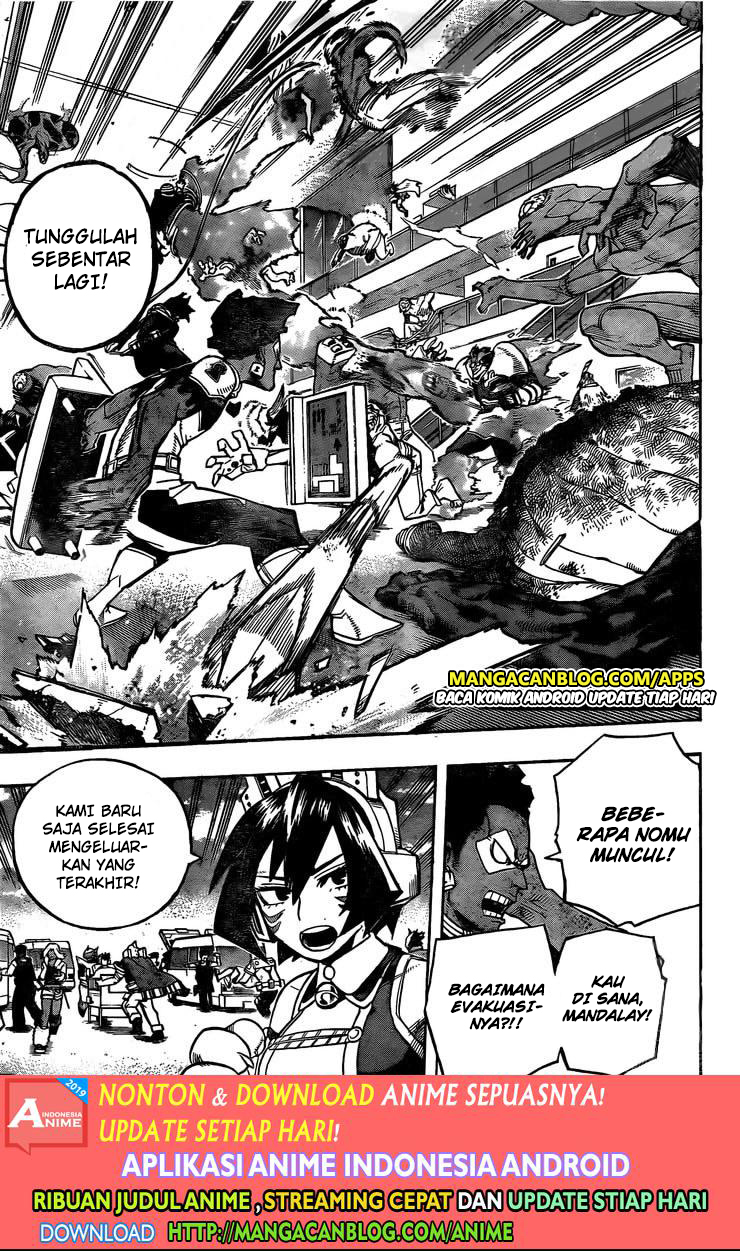 TUNGGULAH
SEBENTAR
LAGI!
MANGACANBLOG.COM/APPS
BACA KOMIK ANDROID UPDATE TIAP HARI
BEBE-
RAPA NOMU
MUNCUL!
KAU
DI SANA,
MANDALAY!
BAGAIMANA
EVAKUASI-
NYA?!!
KAMI BARU
SAJA SELESAI
MENGELUAR-
KAN YANG
TERAKHIR!
2019
INDONESIA
ANIME
NONTON & DOWNLOAD ANIME SEPUASNYA!
UPDATE SETIAP HARI!
APLIKASI ANIME INDONESIA ANDROID
RIBUAN JUDUL ANIME , STREAMING CEPAT DAN UPDATE STIAP HARI
DOWNLOAD HTTP://MANGACANBLOG.COM/ANIME